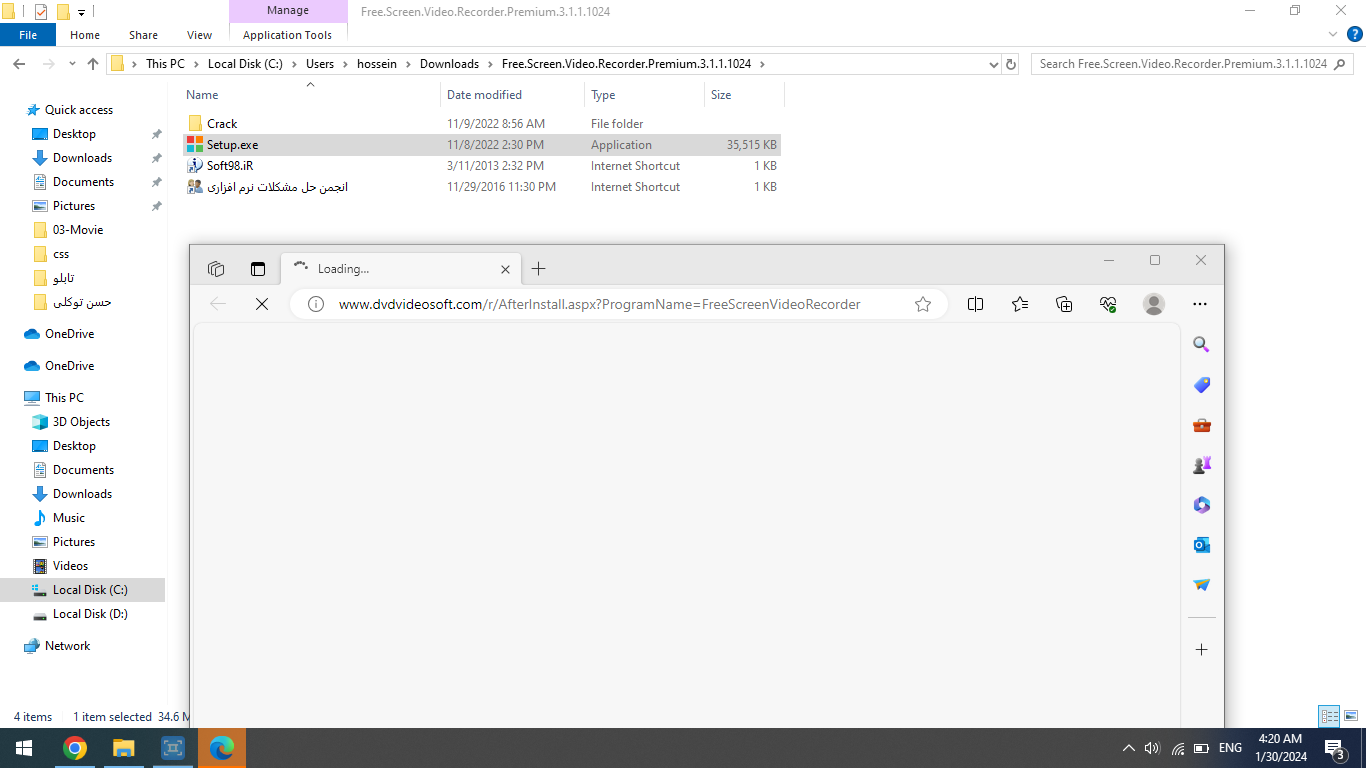 Manage
Free.Screen.Video.Recorder.Premium.3.1.1.1024
File
Home
Share
View
Application Tools
This PC
Local Disk (C:)
Users
hossein
Downloads
Free.Screen.Video.Recorder.Premium.3.1.1.1024
Search Free.Screen.Video.Recorder.Premium.3.1.1.1024
Name
Date modified
Type
Size
Crack
11/9/2022 8:56 AM
File folder
Setup.exe
11/8/2022 2:30 PM
Application
35,515 KB
Soft98.iR
3/11/2013 2:32 PM
Internet Shortcut
1 KB
انجمن حل مشکلات نرم افزاری
11/29/2016 11:30 PM
Internet Shortcut
1 KB
Quick access
Desktop
Downloads
Documents
Pictures
03-Movie
css
تابلو
حسن توکلی
OneDrive
OneDrive
This PC
3D Objects
Desktop
Documents
Downloads
Music
Pictures
Videos
Local Disk (C:)
Local Disk (D:)
Network
Loading...
www.dvdvideosoft.com/r/AfterInstall.aspx?ProgramName=FreeScreenVideoRecorder
4 items
1 item selected
34.6 M
ENG
4:20 AM
1/30/2024
3